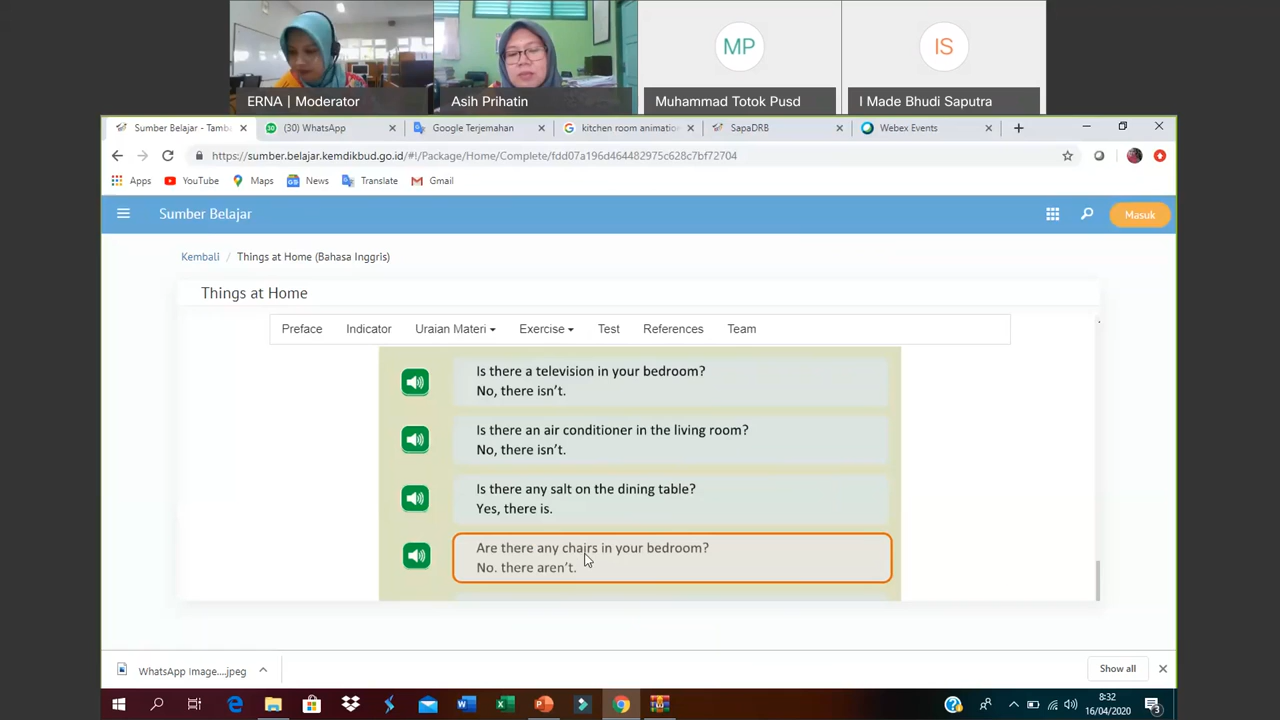 MP
IS
ERNA | Moderator
Asih Prihatin
Muhammad Totok Pusd
I Made Bhudi Saputra
Sumber Belajar - Tamba
(30) WhatsApp
Google Terjemahan
kitchen room animation
SapaDRB
Webex Events
https://sumber.belajar.kemdikbud.go.id/#!/Package/Home/Complete/fdd07a196d464482975c628c7bf72704
Apps
YouTube
Maps
News
Translate
Gmail
Sumber Belajar
Masuk
Kembali / Things at Home (Bahasa Inggris)
Things at Home
Preface
Indicator
Uraian Materi
Exercise
Test
References
Team
Is there a television in your bedroom?
No, there isn't.
Is there an air conditioner in the living room?
No, there isn't.
Is there any salt on the dining table?
Yes, there is.
Are there any chairs in your bedroom?
No. there aren't.
WhatsApp Image....jpeg
Show all
8:32
16/04/2020
3